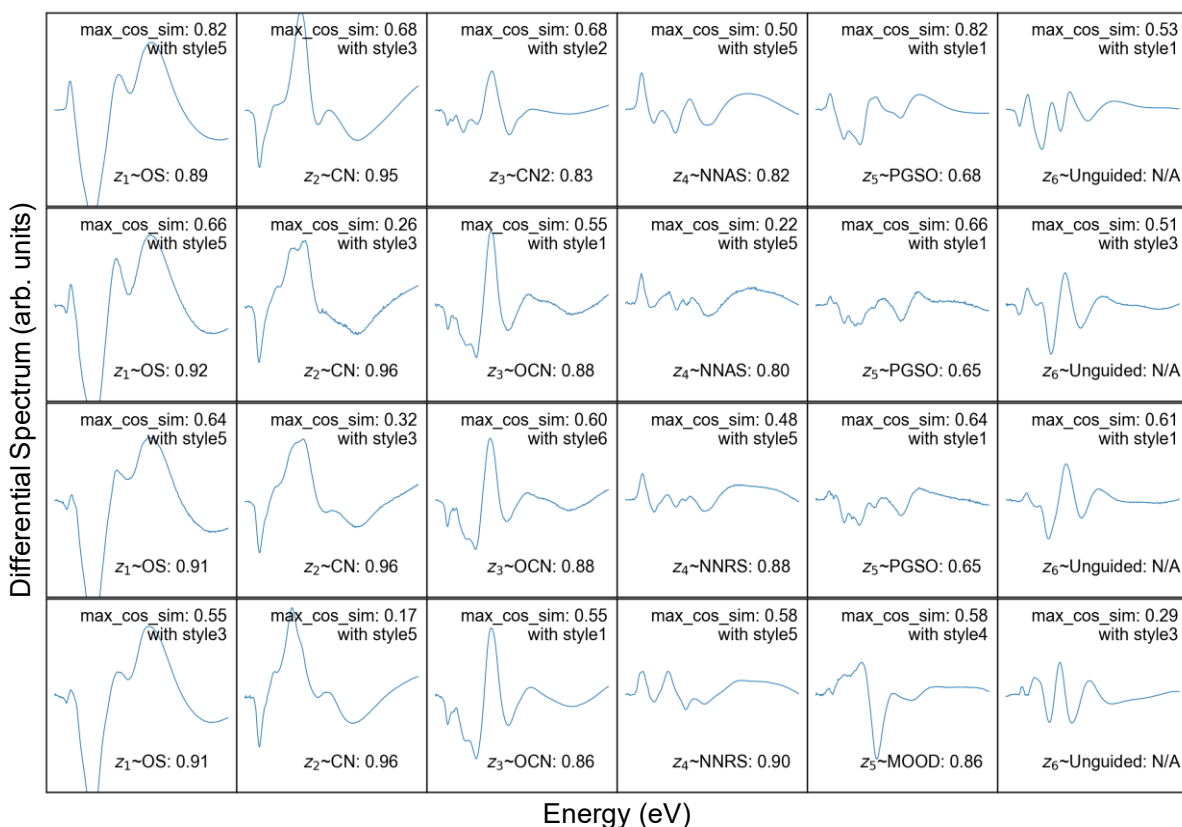 max_cos_sim: 0.82
with style5
z₁~OS: 0.89
max_cos_sim: 0.68
with style3
z₂~CN: 0.95
max_cos_sim: 0.68
with style2
z₃~CN2: 0.83
max_cos_sim: 0.50
with style5
z₄~NNAS: 0.82
max_cos_sim: 0.82
with style1
z₅~PGSO: 0.68
max_cos_sim: 0.53
with style1
z₆~Unguided: N/A
max_cos_sim: 0.66
with style5
z₁~OS: 0.92
max_cos_sim: 0.26
with style3
z₂~CN: 0.96
max_cos_sim: 0.55
with style1
z₃~OCN: 0.88
max_cos_sim: 0.22
with style5
z₄~NNAS: 0.80
max_cos_sim: 0.66
with style1
z₅~PGSO: 0.65
max_cos_sim: 0.51
with style3
z₆~Unguided: N/A
max_cos_sim: 0.64
with style5
z₁~OS: 0.91
max_cos_sim: 0.32
with style3
z₂~CN: 0.96
max_cos_sim: 0.60
with style6
z₃~OCN: 0.88
max_cos_sim: 0.48
with style5
z₄~NNRS: 0.88
max_cos_sim: 0.64
with style1
z₅~PGSO: 0.65
max_cos_sim: 0.61
with style1
z₆~Unguided: N/A
max_cos_sim: 0.55
with style3
z₁~OS: 0.91
max_cos_sim: 0.17
with style5
z₂~CN: 0.96
max_cos_sim: 0.55
with style1
z₃~OCN: 0.86
max_cos_sim: 0.58
with style5
z₄~NNRS: 0.90
max_cos_sim: 0.58
with style4
z₅~MOOD: 0.86
max_cos_sim: 0.29
with style3
z₆~Unguided: N/A
Differential Spectrum (arb. units)
Energy (eV)